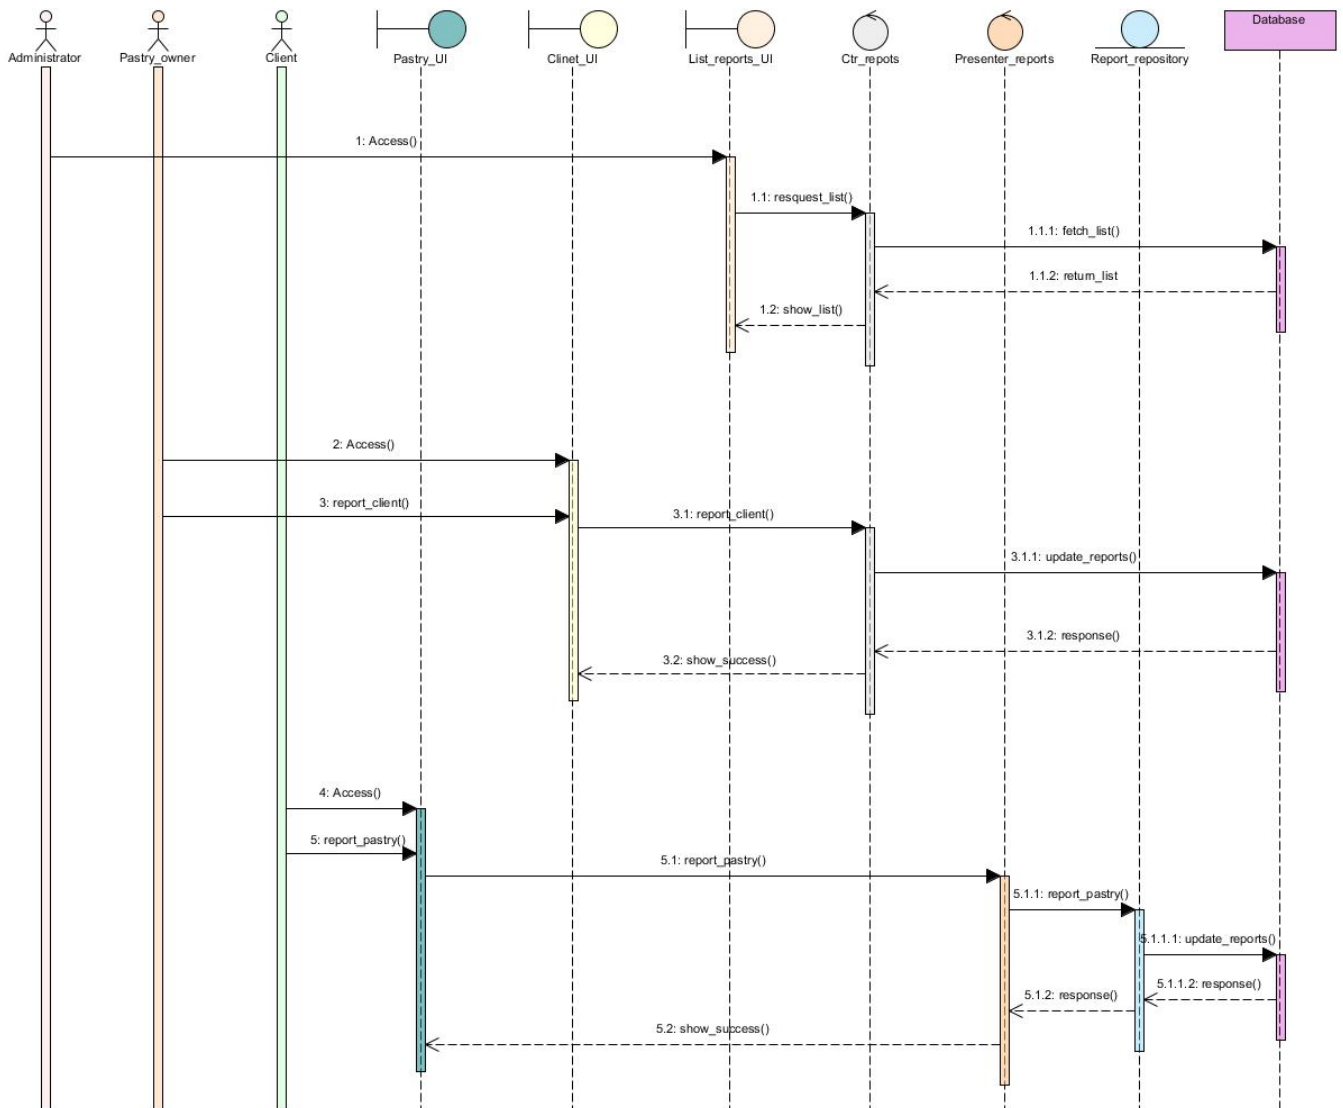 Administrator
Pastry_owner
Client
Pastry_UI
Clinet_UI
List_reports_UI
Ctr_repots
Presenter_reports
Report_repository
Database
1: Access()
1.1: resquest_list()
1.1.1: fetch_list()
1.1.2: return_list
1.2: show_list()
2: Access()
3: report_client()
3.1: report_client()
3.1.1: update_reports()
3.1.2: response()
3.2: show_success()
4: Access()
5: report_pastry()
5.1: report_pastry()
5.1.1: report_pastry()
5.1.1.1: update_reports()
5.1.1.2: response()
5.1.2: response()
5.2: show_success()